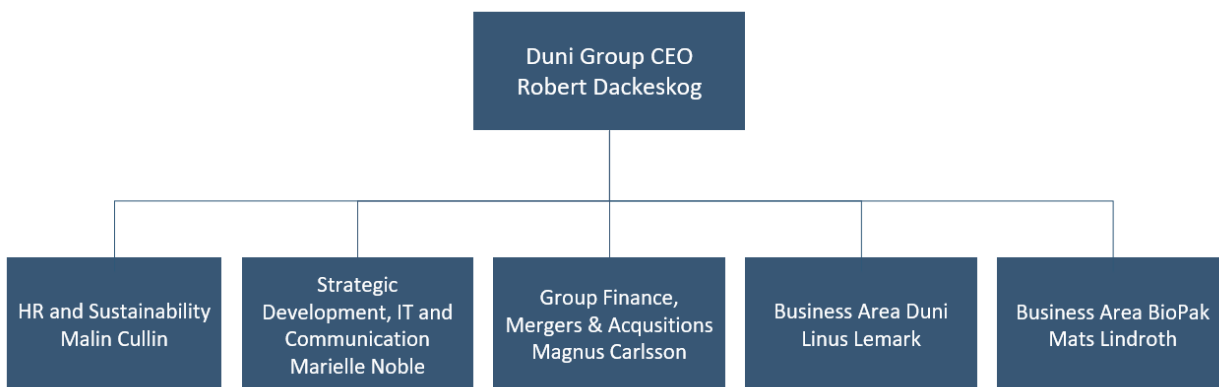 Duni Group CEO
Robert Dackeskog
HR and Sustainability
Malin Cullin
Strategic
Development, IT and
Communication
Marielle Noble
Group Finance,
Mergers & Acqusitions
Magnus Carlsson
Business Area Duni
Linus Lemark
Business Area BioPak
Mats Lindroth